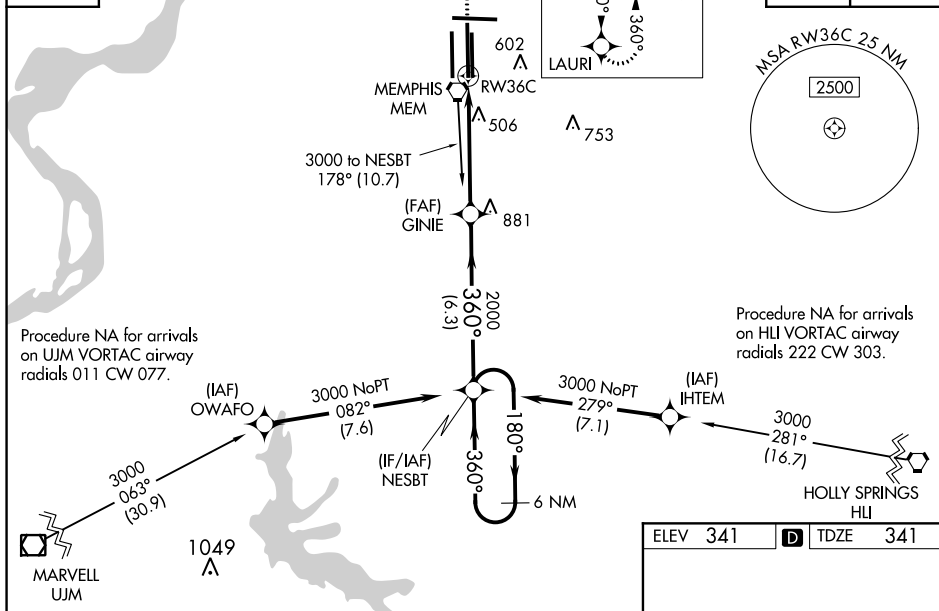 360°
LAURI
602
MEMPHIS
MEM
RW36C
506
753
3000 to NESBT
178° (10.7)
(FAF)
GINIE
881
MSA RW36C 25 NM
2500
2000
360°
(6.3)
Procedure NA for arrivals
on UJM VORTAC airway
radials 011 CW 077.
Procedure NA for arrivals
on HLI VORTAC airway
radials 222 CW 303.
(IAF)
OWAFO
3000 NoPT
082°
(7.6)
3000 NoPT
279°
(7.1)
(IAF)
IHTEM
3000
281°
(16.7)
180°
360°
(IF/IAF)
NESBT
6 NM
3000
063°
(30.9)
HOLLY SPRINGS
HLI
MARVELL
UJM
1049
ELEV 341 D TDZE 341